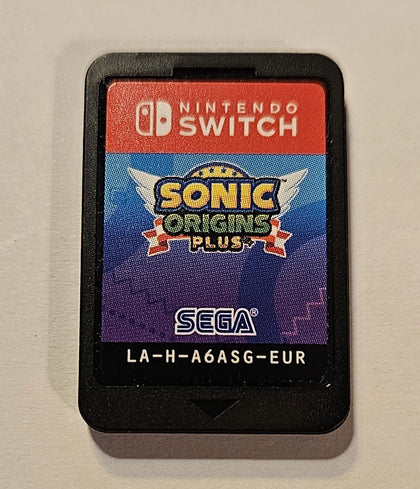 NINTENDO
SWITCH
SONIC
ORIGINS
PLUS+
SEGA®
LA-H-A6ASG-EUR